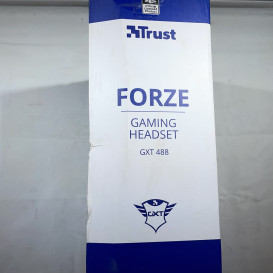 Trust
FORZE
GAMING
HEADSET
GXT 488
GXT